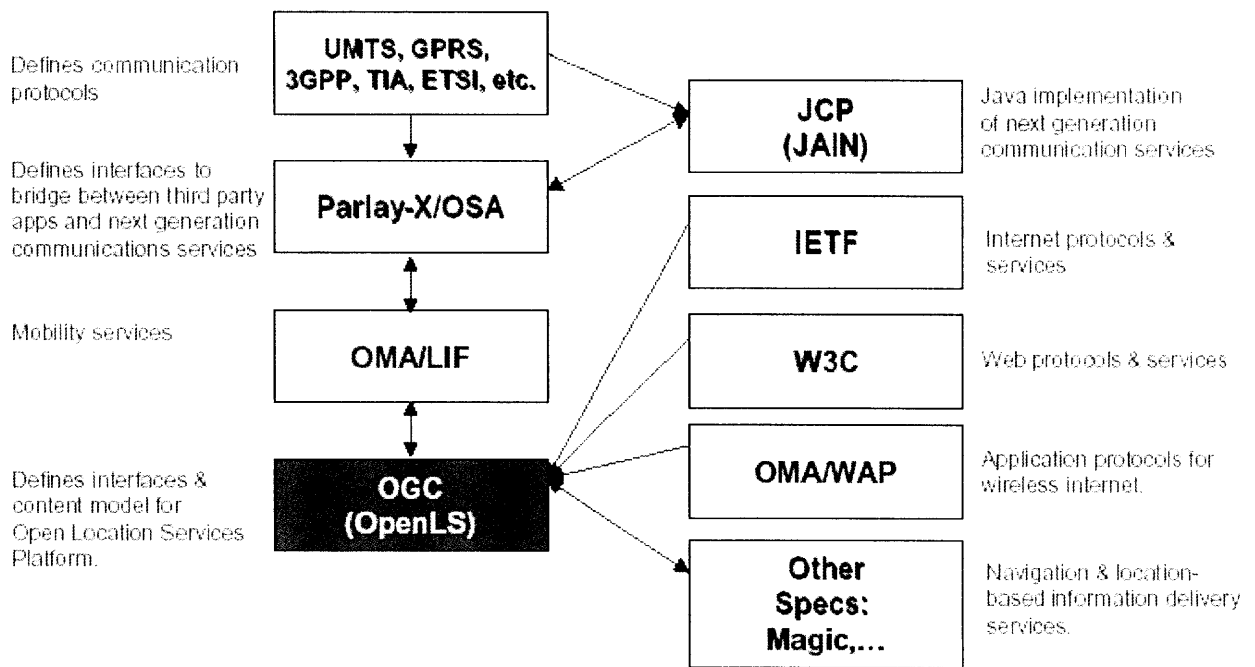 Defines communication
protocols
UMTS, GPRS,
3GPP, TIA, ETSI, etc.
JCP
(JAIN)
Java implementation
of next generation
communication services
Defines interfaces to
bridge between third party
apps and next generation
communications services
Parlay-X/OSA
IETF
Internet protocols &
services
Mobility services
OMA/LIF
W3C
Web protocols & services
Defines interfaces &
content model for
Open Location Services
Platform.
OGC
(OpenLS)
OMA/WAP
Application protocols for
wireless internet.
Other
Specs:
Magic,...
Navigation & location-
based information delivery
services.